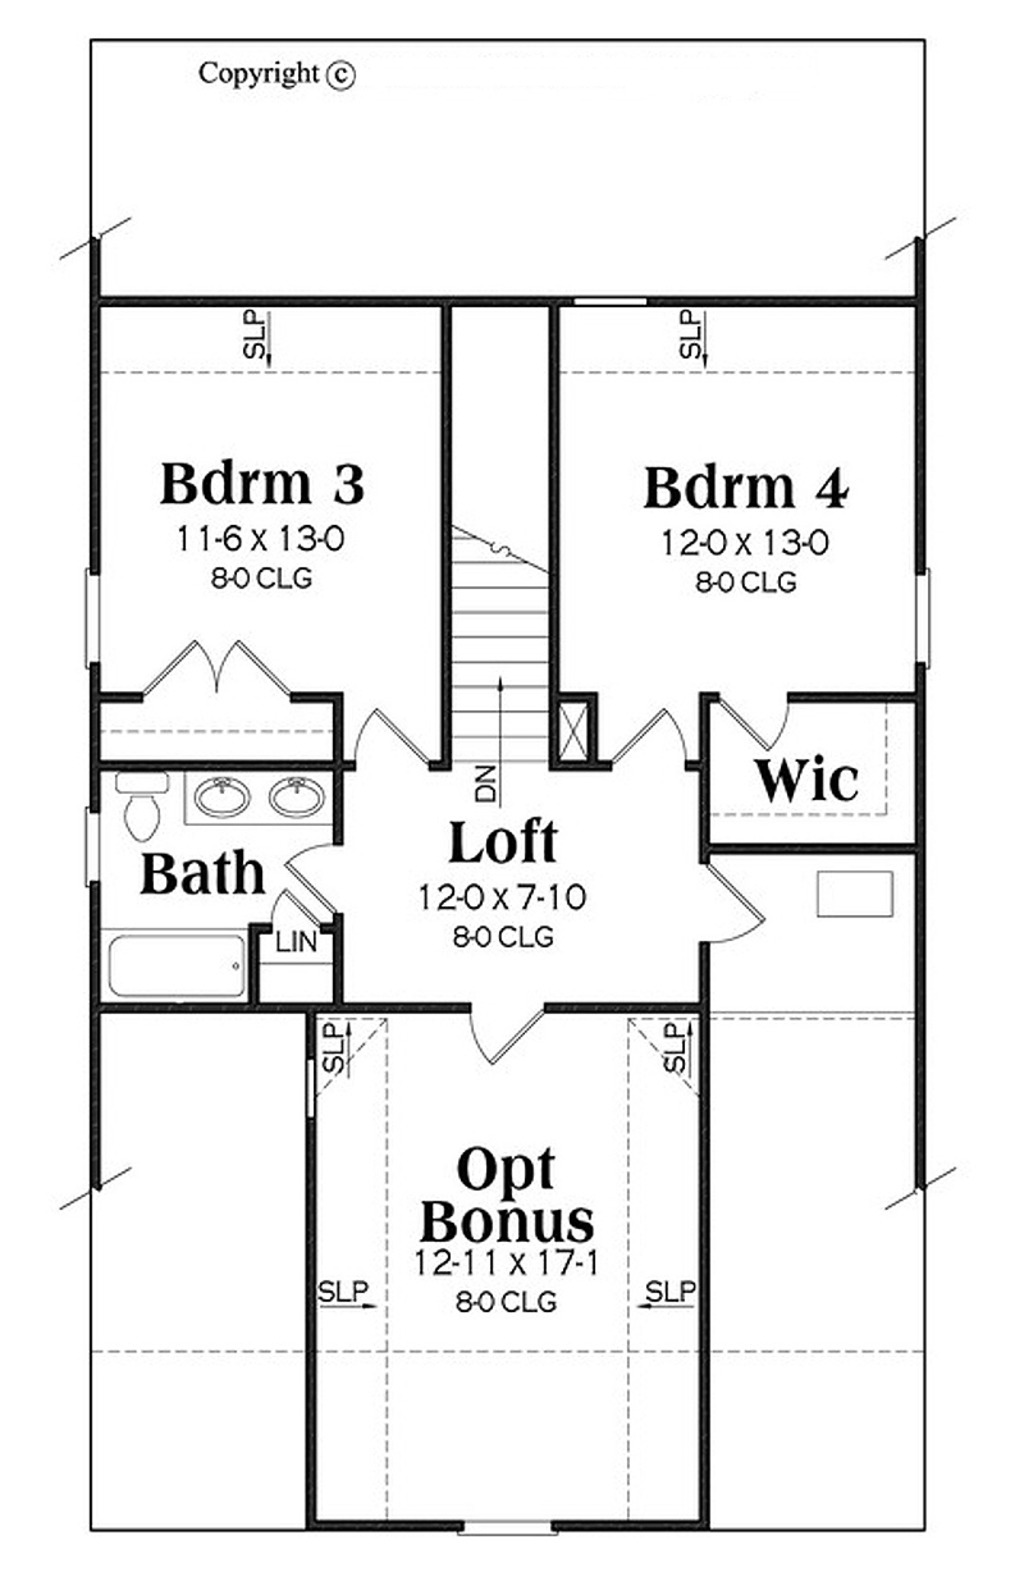 Copyright ©
SLP
SLP
Bdrm 3
11-6 X 13-0
8-0 CLG
Bdrm 4
12-0 X 13-0
8-0 CLG
DN
Wic
Loft
12-0 X 7-10
8-0 CLG
Bath
LIN
SLP
SLP
Opt
Bonus
12-11 X 17-1
8-0 CLG
SLP
SLP